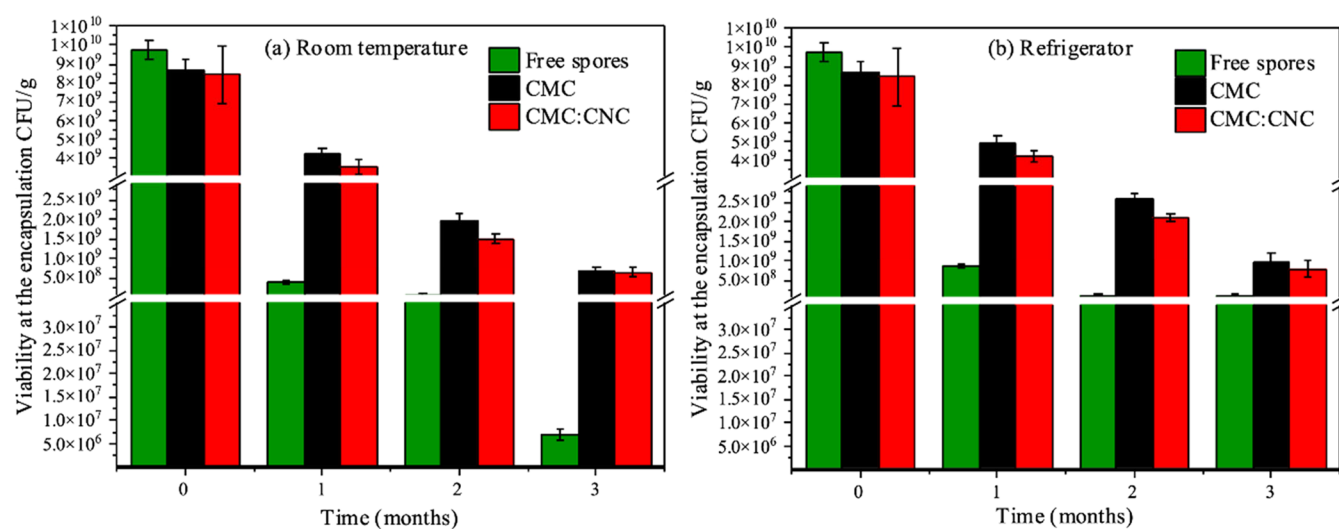 (a) Room temperature
Free spores
CMC
CMC:CNC
Viability at the encapsulation CFU/g
1×10¹⁰
1×10¹⁰
9×10⁹
8×10⁹
7×10⁹
6×10⁹
5×10⁹
4×10⁹
2.5×10⁹
2.0×10⁹
1.5×10⁹
1.0×10⁹
5.0×10⁸
3.0×10⁷
2.5×10⁷
2.0×10⁷
1.5×10⁷
1.0×10⁷
5.0×10⁶
0 1 2 3
Time (months)
(b) Refrigerator
Free spores
CMC
CMC:CNC
Viability at the encapsulation CFU/g
1×10¹⁰
1×10¹⁰
9×10⁹
8×10⁹
7×10⁹
6×10⁹
5×10⁹
4×10⁹
2.5×10⁹
2.0×10⁹
1.5×10⁹
1.0×10⁹
5.0×10⁸
3.0×10⁷
2.5×10⁷
2.0×10⁷
1.5×10⁷
1.0×10⁷
5.0×10⁶
0 1 2 3
Time (months)